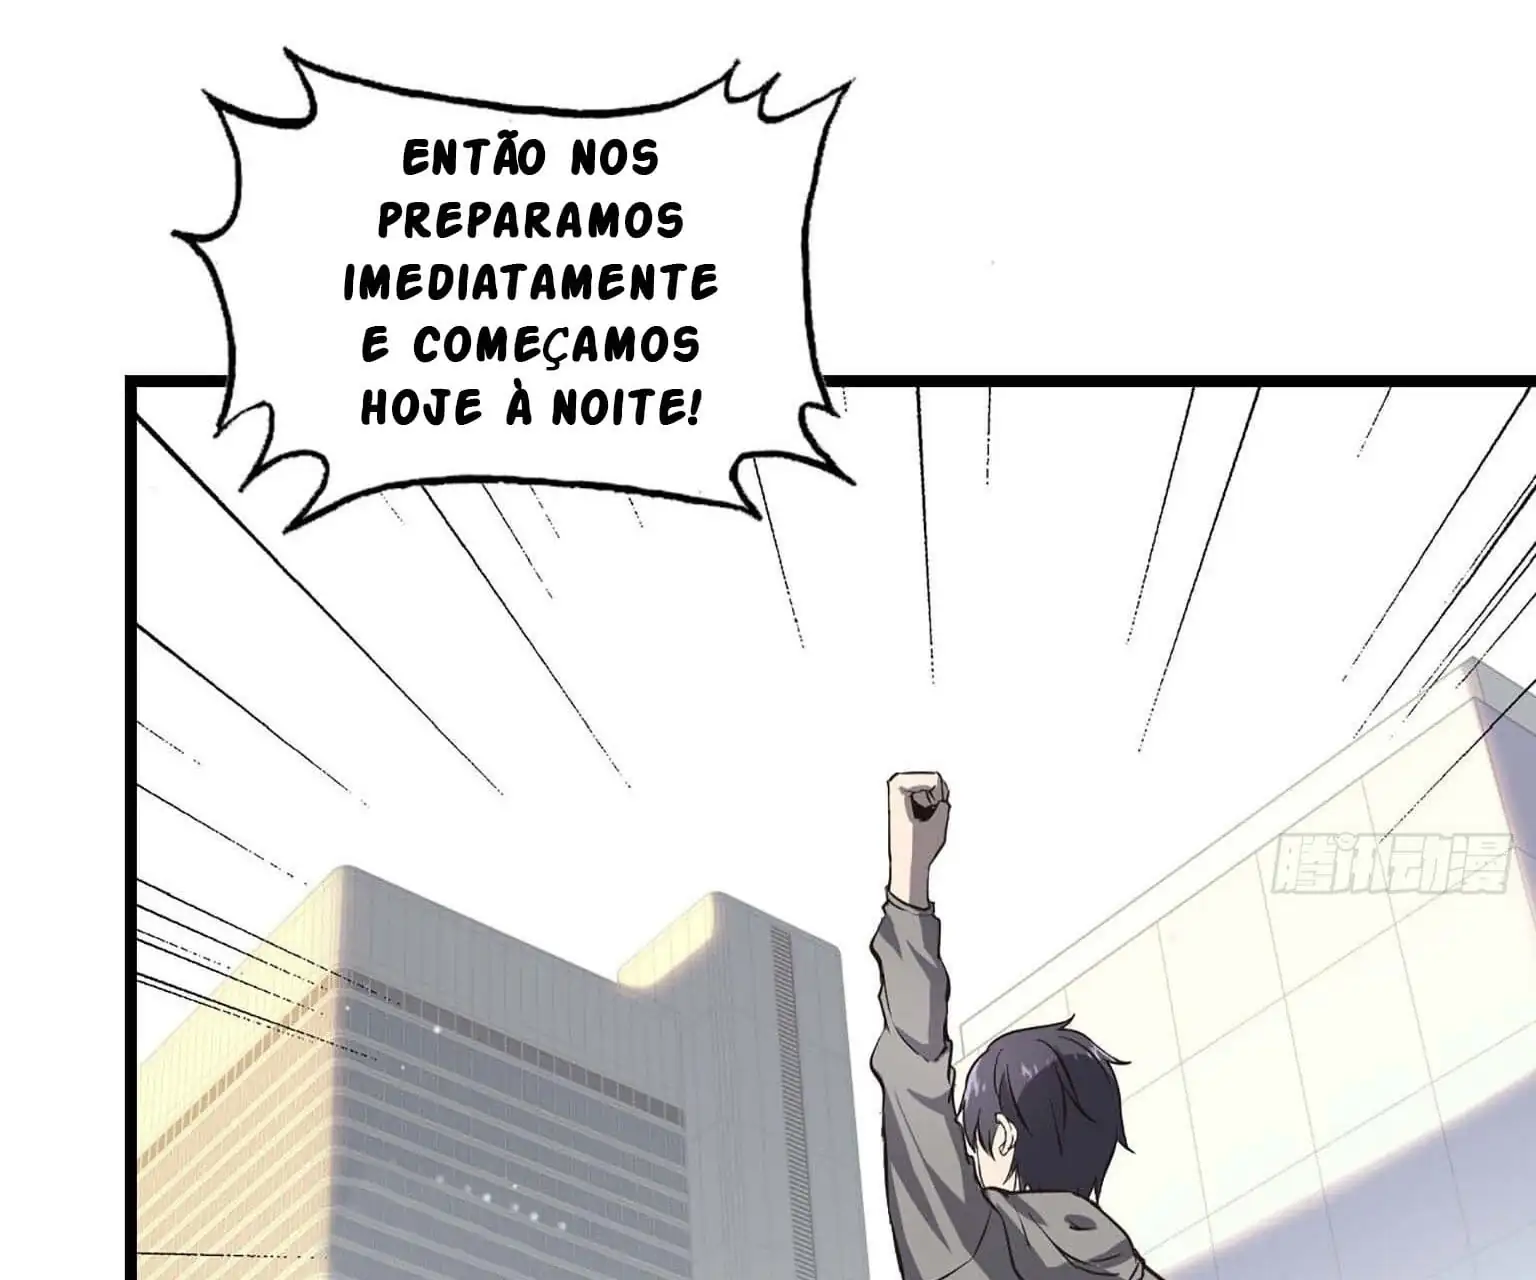 ENTÃO NOS
PREPARAMOS
IMEDIATAMENTE
E COMEÇAMOS
HOJE À NOITE!
腾讯动漫